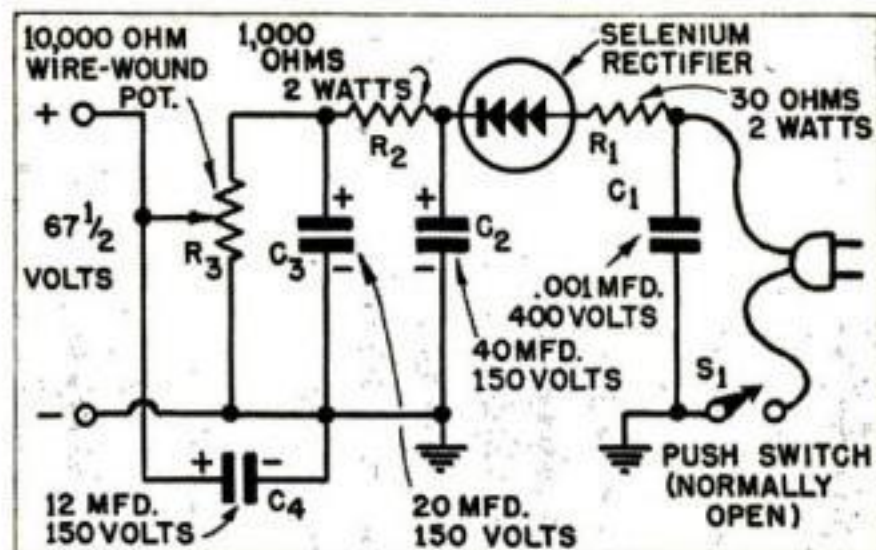 10,000 OHM
WIRE-WOUND
POT.
1,000
OHMS
2 WATTS
SELENIUM
RECTIFIER
30 OHMS
2 WATTS
+
R2
R1
C1
67 1/2
VOLTS
R3
+
C3
-
+
C2
-
.001 MFD.
400 VOLTS
40 MFD.
150 VOLTS
S1
-
+
-
C4
12 MFD.
150 VOLTS
20 MFD.
150 VOLTS
PUSH SWITCH
(NORMALLY
OPEN)